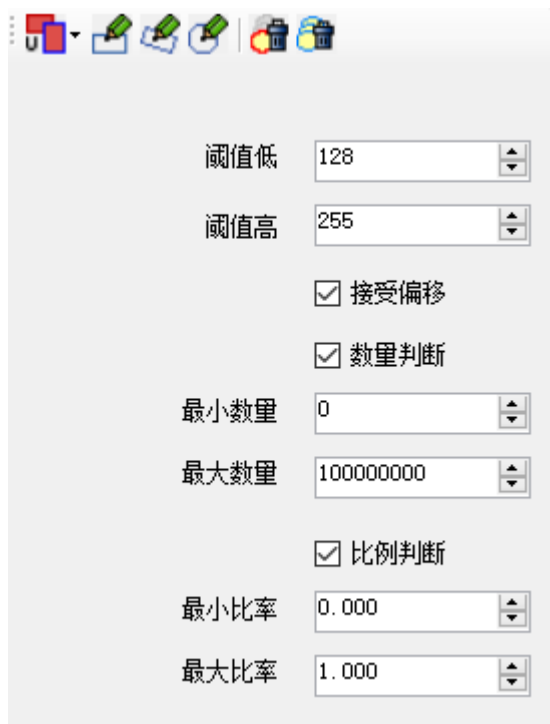 U
阈值低 128
阈值高 255
接受偏移
数量判断
最小数量 0
最大数量 100000000
比例判断
最小比率 0.000
最大比率 1.000